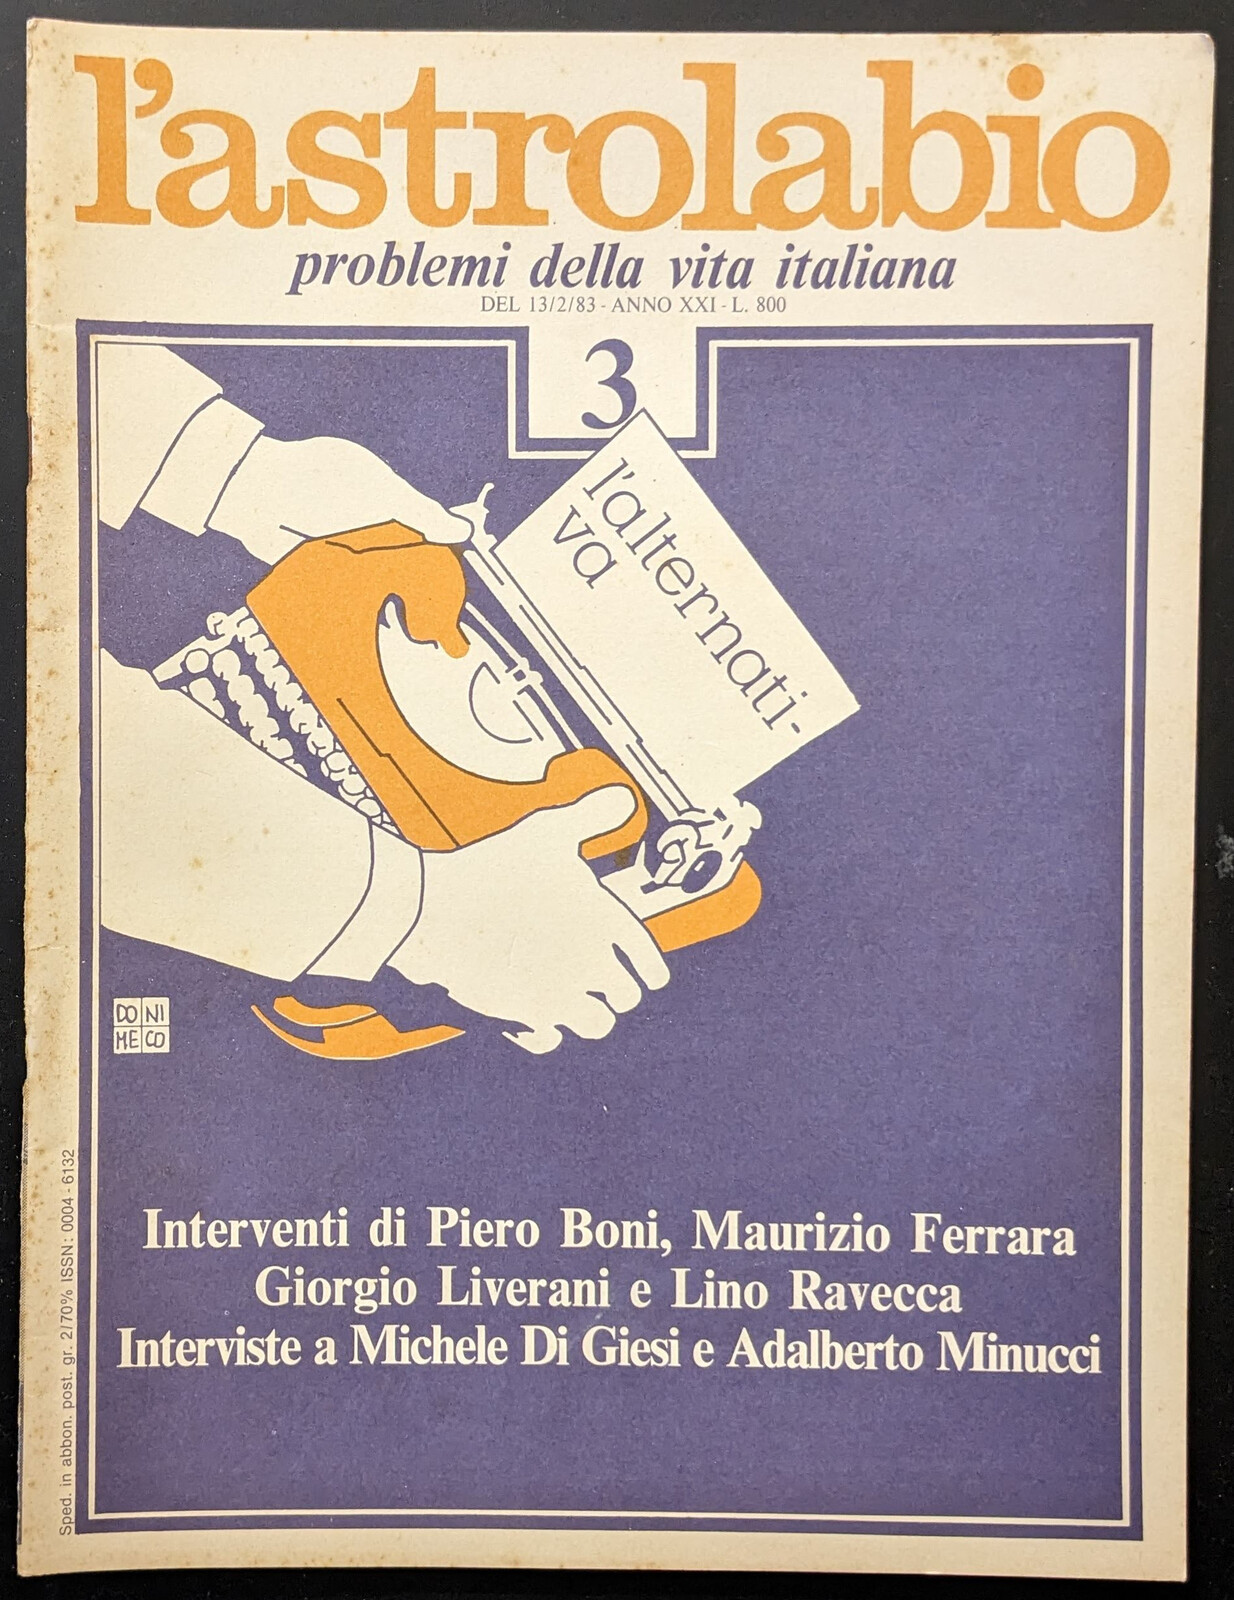 l'astrolabio
problemi della vita italiana
DEL 13/2/83 - ANNO XXI - L. 800
3
l'alternati-
va
DO NI
ME CO
Interventi di Piero Boni, Maurizio Ferrara
Giorgio Liverani e Lino Ravecca
Interviste a Michele Di Giesi e Adalberto Minucci
Sped. in abbon. post. gr. 2/70% ISSN: 0004 - 6132